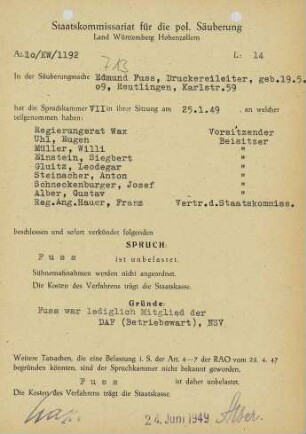 Staatskommissariat für die pol. Säuberung
Land Württemberg Hohenzollern
Az: 10/RW/1192 L: 14
713
In der Säuberungssache Edmund Fuss, Druckereileiter, geb.19.5.
o9, Reutlingen, Karlstr.59
hat die Spruchkammer VII in ihrer Sitzung am 25.1.49 an welcher
teilgenommen haben:
Regierungsrat Wax Vorsitzender
Uhl, Eugen Beisitzer
Müller, Willi "
Einstein, Siegbert "
Gluitz, Leodegar "
Steinacher, Anton "
Schneckenburger, Josef "
Alber, Gustav "
Reg.Ang.Hauer, Franz Vertr.d.Staatskommiss.
beschlossen und sofort verkündet folgenden
SPRUCH:
Fuss
ist unbelastet.
Sühnemaßnahmen werden nicht angeordnet.
Die Kosten des Verfahrens trägt die Staatskasse.
Gründe:
Fuss war lediglich Mitglied der
DAF (Betriebswart), NSV
Weitere Tatsachen, die eine Belastung i. S. der Art. 4-7 der RAO vom 25. 4. 47
begründen könnten, sind der Spruchkammer nicht bekannt geworden.
Fuss ist daher unbelastet.
Die Kosten des Verfahrens trägt die Staatskasse.
24. Juni 1949 Alber.